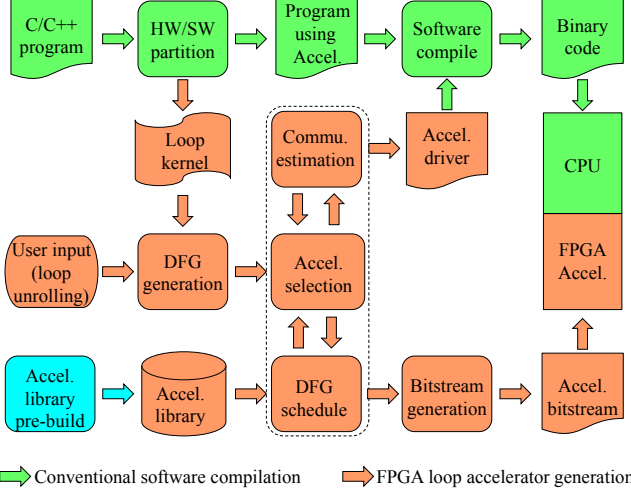 C/C++
program
HW/SW
partition
Program
using
Accel.
Software
compile
Binary
code
Loop
kernel
Commu.
estimation
Accel.
driver
CPU
User input
(loop
unrolling)
DFG
generation
Accel.
selection
FPGA
Accel.
Accel.
library
pre-build
Accel.
library
DFG
schedule
Bitstream
generation
Accel.
bitstream
Conventional software compilation
FPGA loop accelerator generation